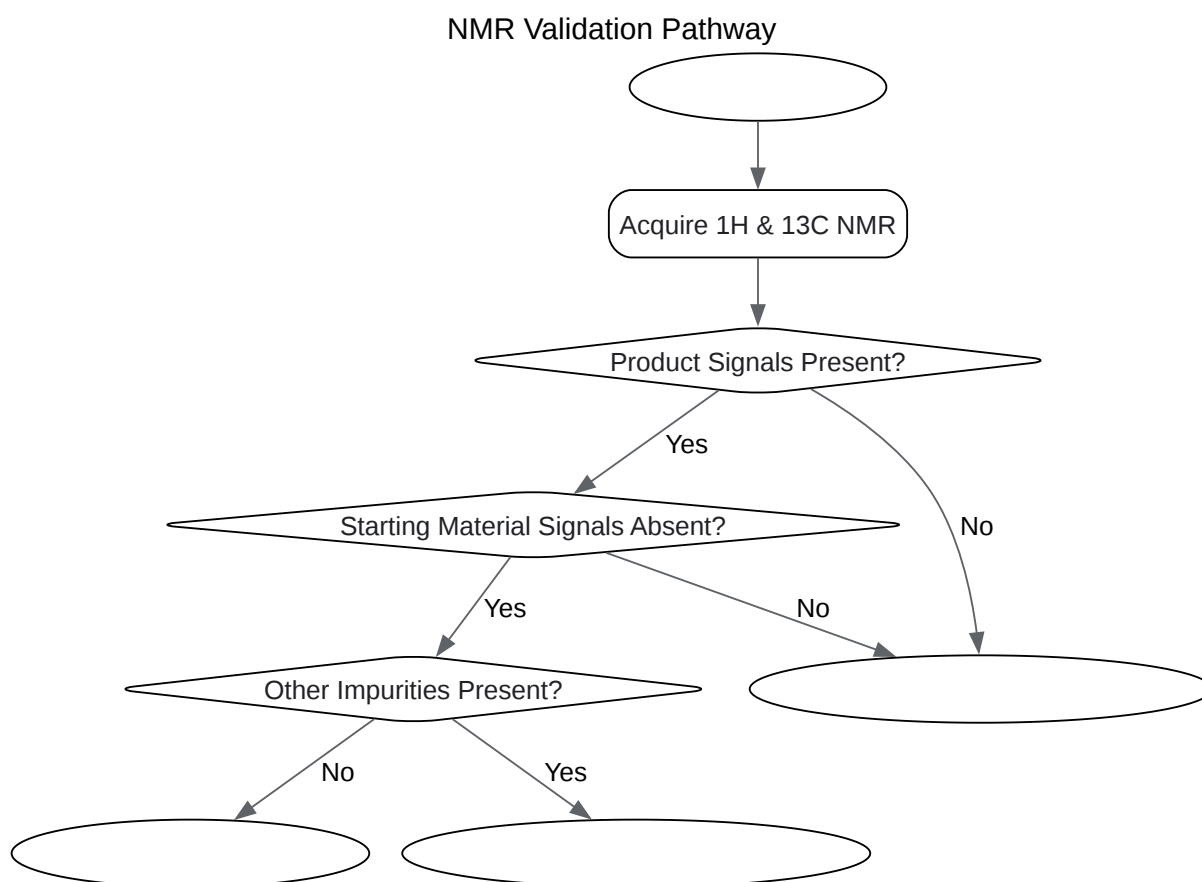 NMR Validation Pathway
Acquire 1H & 13C NMR
Product Signals Present?
Yes
Starting Material Signals Absent?
No
Yes
No
Other Impurities Present?
No
Yes